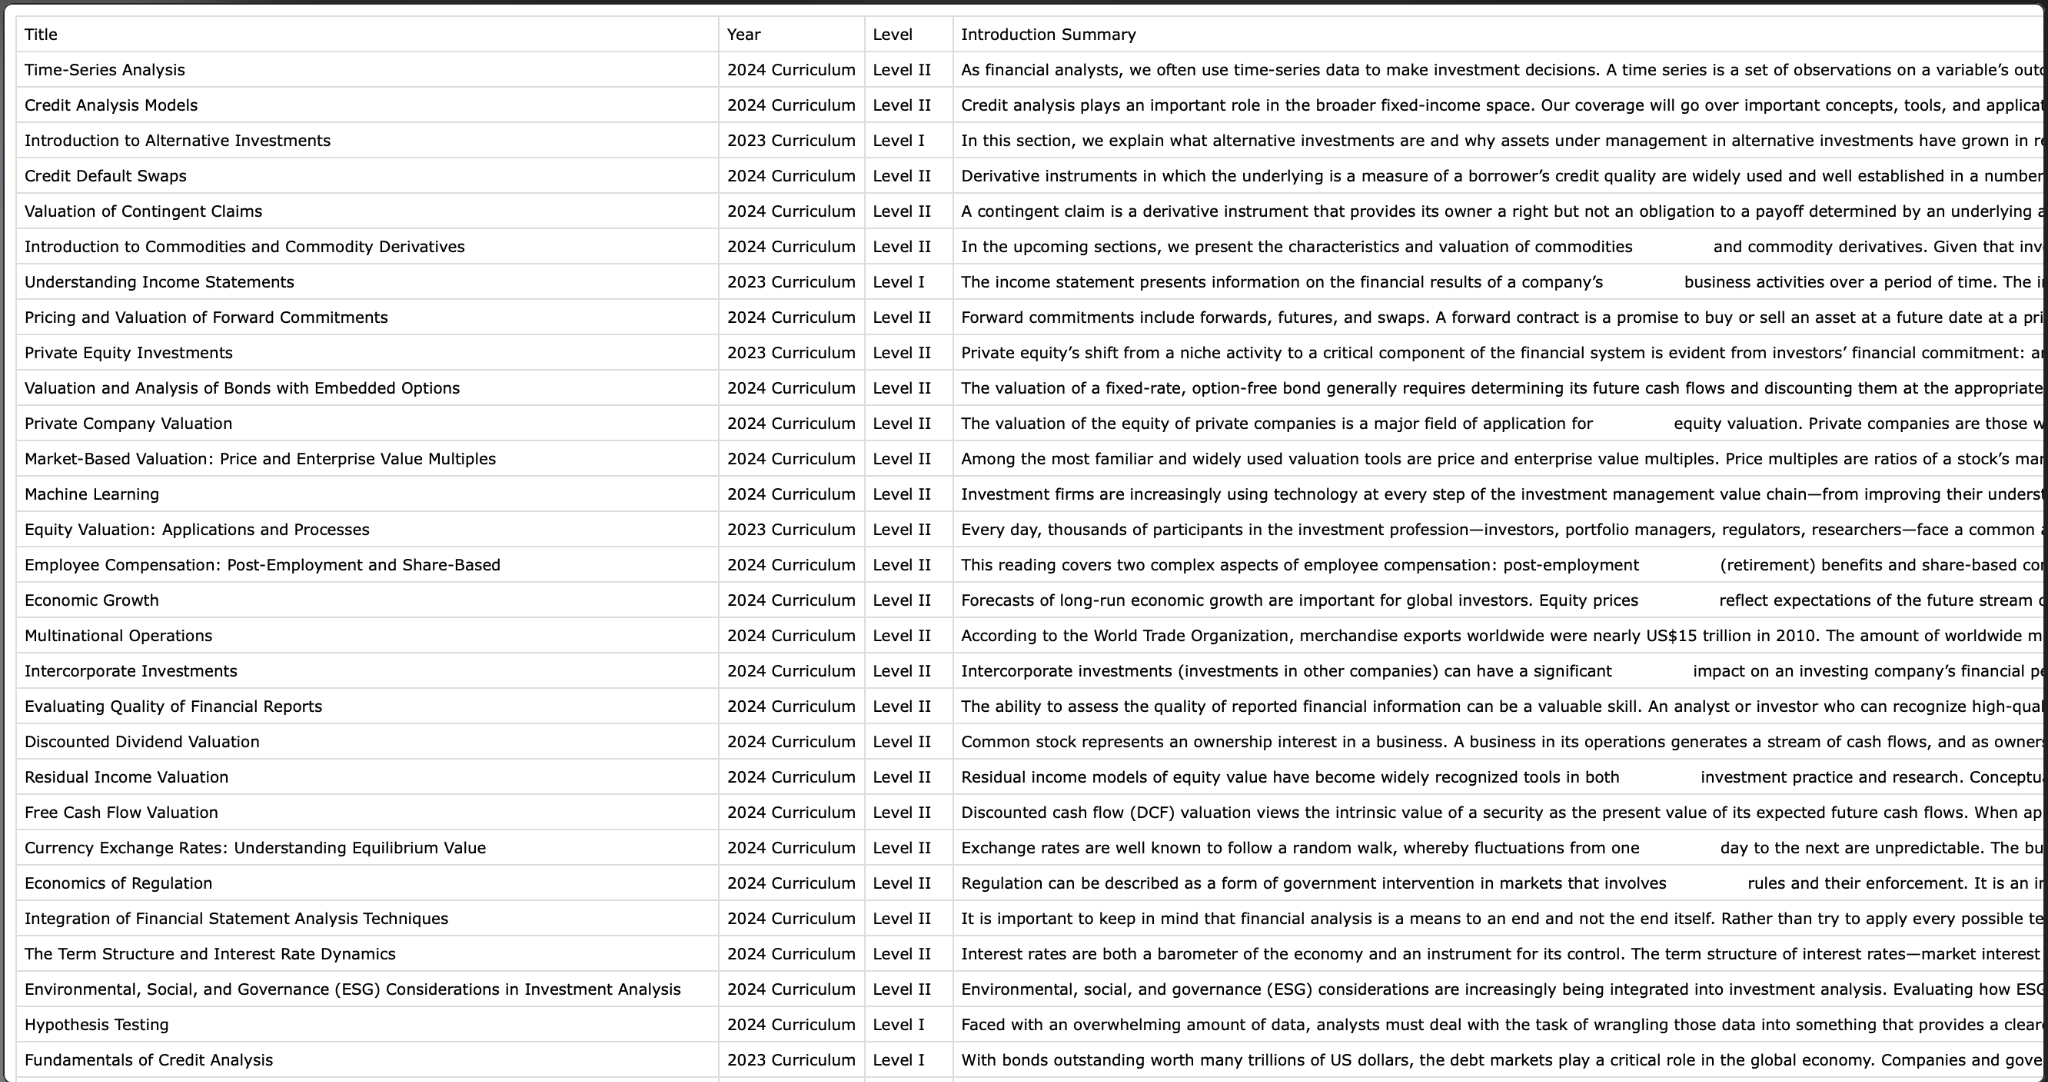 Title Year Level Introduction Summary
Time-Series Analysis 2024 Curriculum Level II As financial analysts, we often use time-series data to make investment decisions. A time series is a set of observations on a variable’s
Credit Analysis Models 2024 Curriculum Level II Credit analysis plays an important role in the broader fixed-income space. Our coverage will go over important concepts, tools, and
Introduction to Alternative Investments 2023 Curriculum Level I In this section, we explain what alternative investments are and why assets under management in alternative investments have grown in
Credit Default Swaps 2024 Curriculum Level II Derivative instruments in which the underlying is a measure of a borrower’s credit quality are widely used and well established in a number
Valuation of Contingent Claims 2024 Curriculum Level II A contingent claim is a derivative instrument that provides its owner a right but not an obligation to a payoff determined by an underlying
Introduction to Commodities and Commodity Derivatives 2024 Curriculum Level II In the upcoming sections, we present the characteristics and valuation of commodities and commodity derivatives. Given that
Understanding Income Statements 2023 Curriculum Level I The income statement presents information on the financial results of a company’s business activities over a period of time. The
Pricing and Valuation of Forward Commitments 2024 Curriculum Level II Forward commitments include forwards, futures, and swaps. A forward contract is a promise to buy or sell an asset at a future date at a
Private Equity Investments 2023 Curriculum Level II Private equity’s shift from a niche activity to a critical component of the financial system is evident from investors’ financial commitment:
Valuation and Analysis of Bonds with Embedded Options 2024 Curriculum Level II The valuation of a fixed-rate, option-free bond generally requires determining its future cash flows and discounting them at the appropriate
Private Company Valuation 2024 Curriculum Level II The valuation of the equity of private companies is a major field of application for equity valuation. Private companies are those
Market-Based Valuation: Price and Enterprise Value Multiples 2024 Curriculum Level II Among the most familiar and widely used valuation tools are price and enterprise value multiples. Price multiples are ratios of a stock’s
Machine Learning 2024 Curriculum Level II Investment firms are increasingly using technology at every step of the investment management value chain—from improving their
Equity Valuation: Applications and Processes 2023 Curriculum Level II Every day, thousands of participants in the investment profession—investors, portfolio managers, regulators, researchers—face a common
Employee Compensation: Post-Employment and Share-Based 2024 Curriculum Level II This reading covers two complex aspects of employee compensation: post-employment (retirement) benefits and share-based
Economic Growth 2024 Curriculum Level II Forecasts of long-run economic growth are important for global investors. Equity prices reflect expectations of the future stream
Multinational Operations 2024 Curriculum Level II According to the World Trade Organization, merchandise exports worldwide were nearly US$15 trillion in 2010. The amount of worldwide
Intercorporate Investments 2024 Curriculum Level II Intercorporate investments (investments in other companies) can have a significant impact on an investing company’s financial
Evaluating Quality of Financial Reports 2024 Curriculum Level II The ability to assess the quality of reported financial information can be a valuable skill. An analyst or investor who can recognize
Discounted Dividend Valuation 2024 Curriculum Level II Common stock represents an ownership interest in a business. A business in its operations generates a stream of cash flows, and as
Residual Income Valuation 2024 Curriculum Level II Residual income models of equity value have become widely recognized tools in both investment practice and research.
Free Cash Flow Valuation 2024 Curriculum Level II Discounted cash flow (DCF) valuation views the intrinsic value of a security as the present value of its expected future cash flows. When
Currency Exchange Rates: Understanding Equilibrium Value 2024 Curriculum Level II Exchange rates are well known to follow a random walk, whereby fluctuations from one day to the next are unpredictable. The
Economics of Regulation 2024 Curriculum Level II Regulation can be described as a form of government intervention in markets that involves rules and their enforcement. It is an
Integration of Financial Statement Analysis Techniques 2024 Curriculum Level II It is important to keep in mind that financial analysis is a means to an end and not the end itself. Rather than try to apply every possible
The Term Structure and Interest Rate Dynamics 2024 Curriculum Level II Interest rates are both a barometer of the economy and an instrument for its control. The term structure of interest rates—market interest
Environmental, Social, and Governance (ESG) Considerations in Investment Analysis 2024 Curriculum Level II Environmental, social, and governance (ESG) considerations are increasingly being integrated into investment analysis. Evaluating how
Hypothesis Testing 2024 Curriculum Level I Faced with an overwhelming amount of data, analysts must deal with the task of wrangling those data into something that provides a
Fundamentals of Credit Analysis 2023 Curriculum Level I With bonds outstanding worth many trillions of US dollars, the debt markets play a critical role in the global economy. Companies and